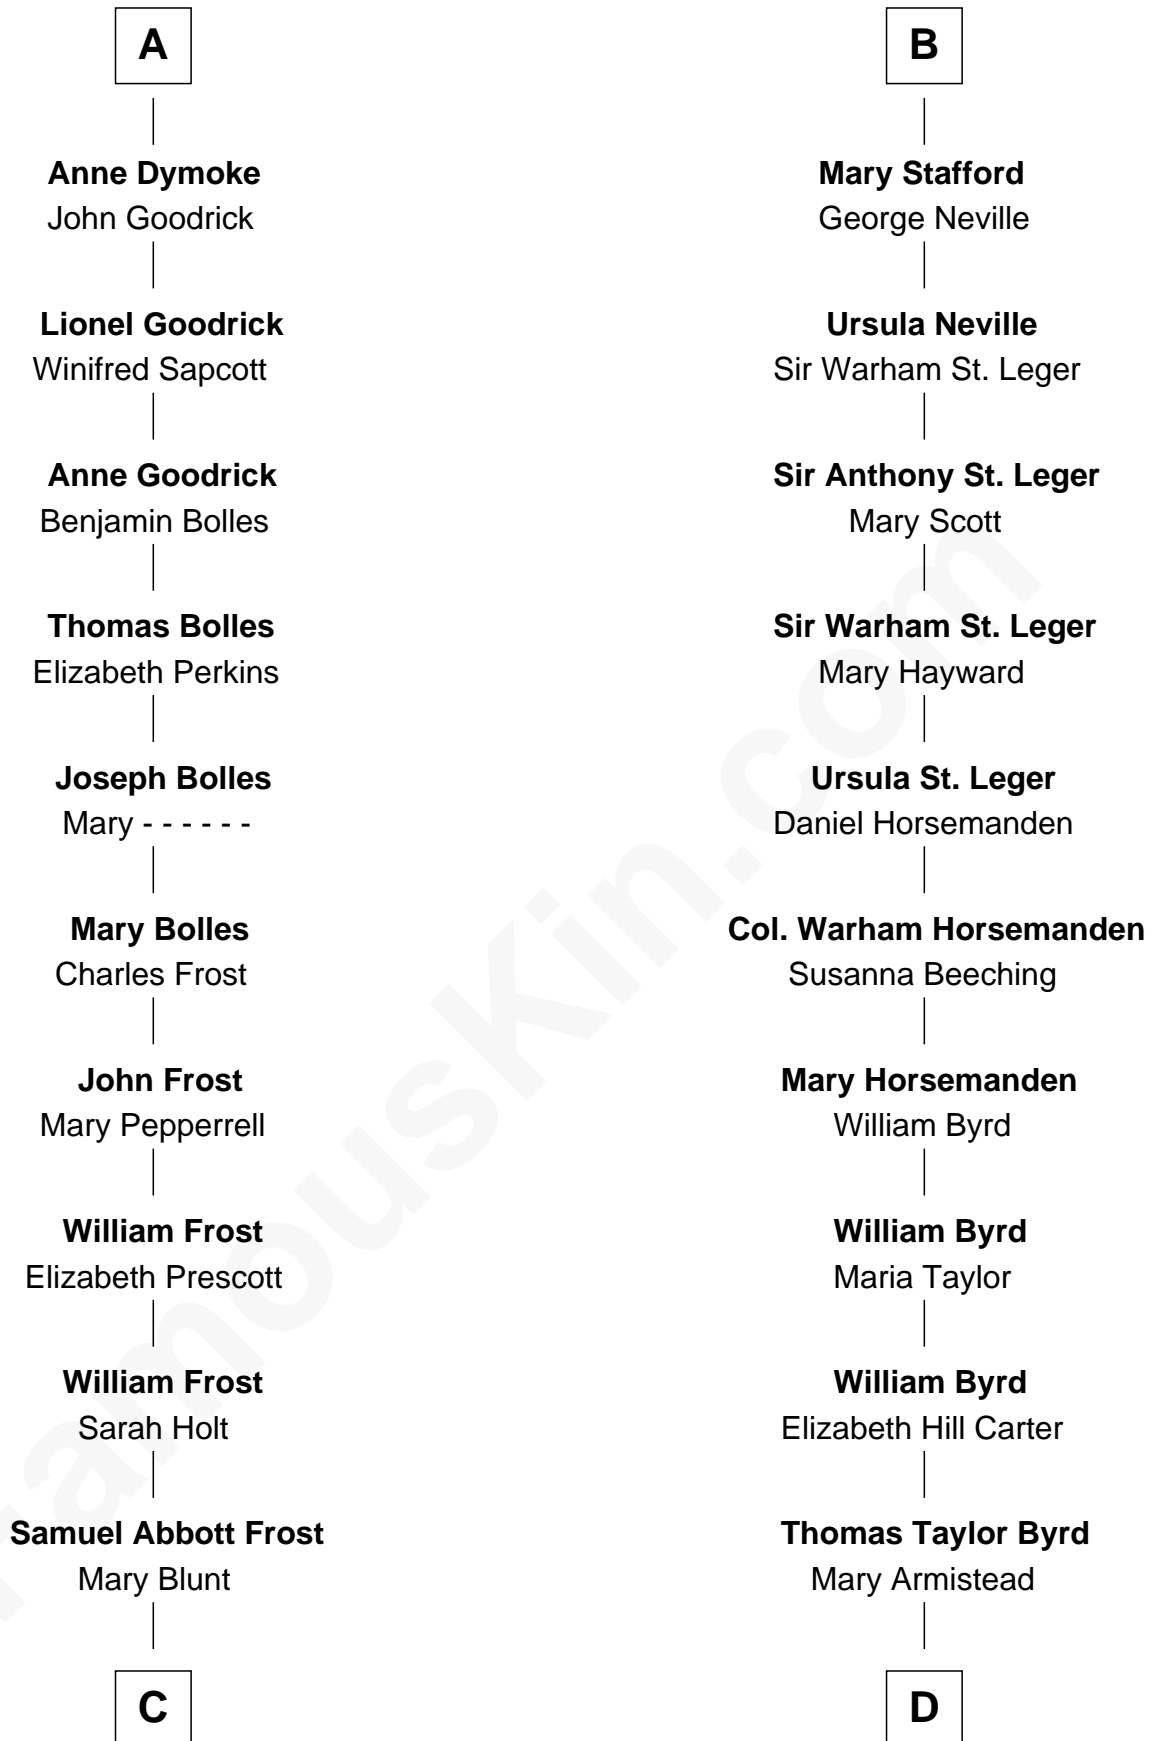 A
Anne Dymoke
John Goodrick
Lionel Goodrick
Winifred Sapcott
Anne Goodrick
Benjamin Bolles
Thomas Bolles
Elizabeth Perkins
Joseph Bolles
Mary - - - - - -
Mary Bolles
Charles Frost
John Frost
Mary Pepperrell
William Frost
Elizabeth Prescott
William Frost
Sarah Holt
Samuel Abbott Frost
Mary Blunt
C
B
Mary Stafford
George Neville
Ursula Neville
Sir Warham St. Leger
Sir Anthony St. Leger
Mary Scott
Sir Warham St. Leger
Mary Hayward
Ursula St. Leger
Daniel Horsemanden
Col. Warham Horsemanden
Susanna Beeching
Mary Horsemanden
William Byrd
William Byrd
Maria Taylor
William Byrd
Elizabeth Hill Carter
Thomas Taylor Byrd
Mary Armistead
D
FamousKin.com